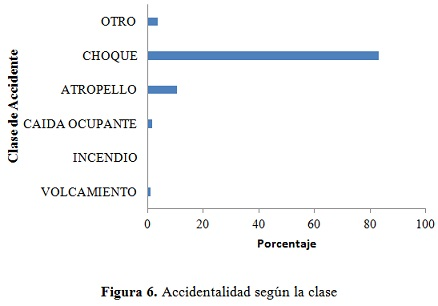 Clase de Accidente
OTRO
CHOQUE
ATROPELLO
CAIDA OCUPANTE
INCENDIO
VOLCAMIENTO
0 20 40 60 80 100
Porcentaje
Figura 6. Accidentalidad según la clase